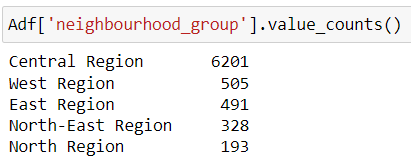 Adf['neighbourhood_group'].value_counts()
Central Region 6201
West Region 505
East Region 491
North-East Region 328
North Region 193